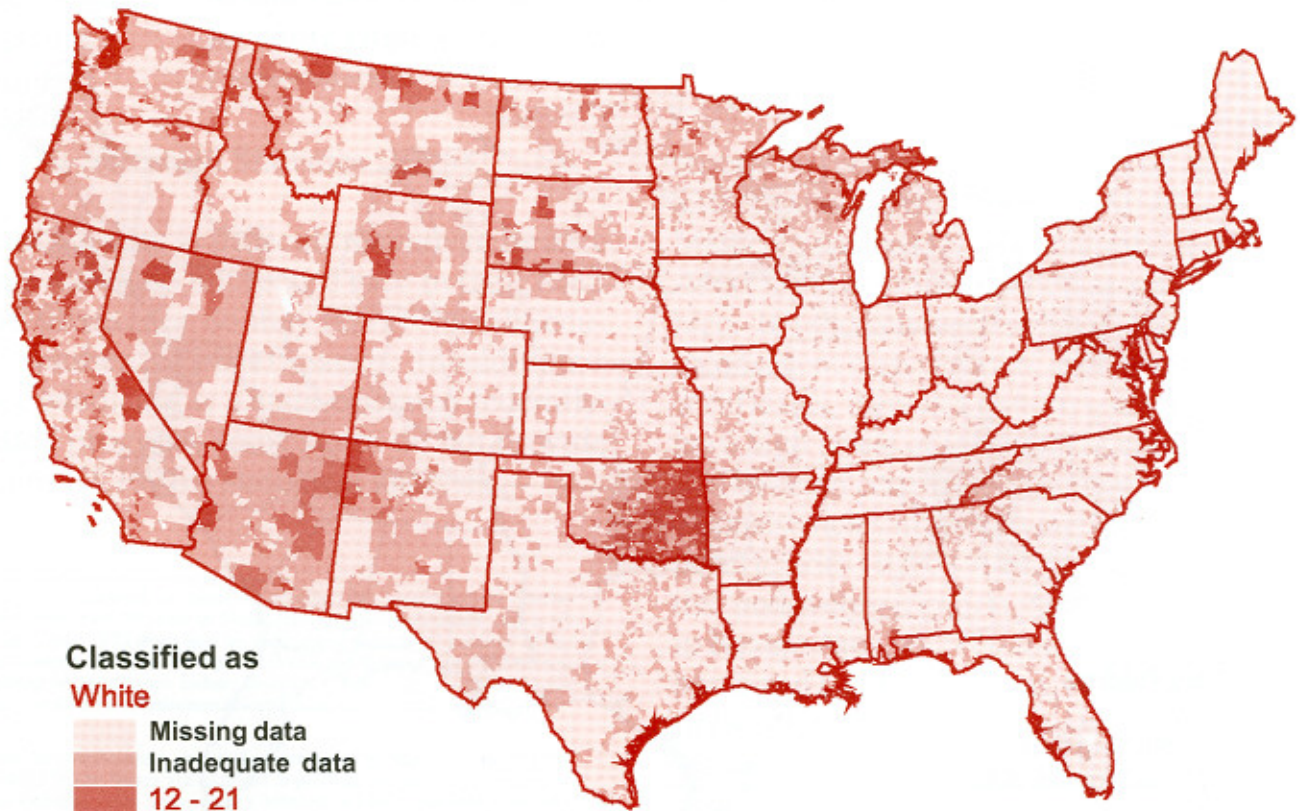 Classified as
White
Missing data
Inadequate data
12 - 21